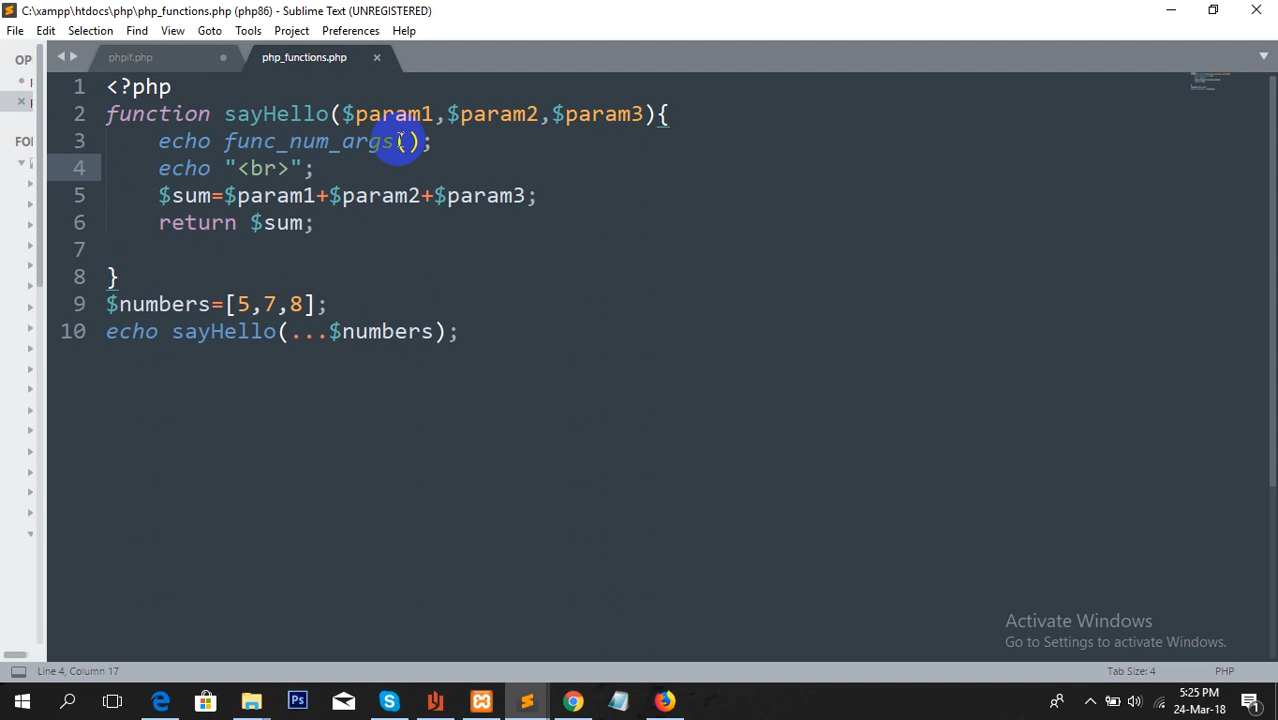 C:\xampp\htdocs\php\php_functions.php (php86) - Sublime Text (UNREGISTERED)
File Edit Selection View Goto Tools Project Preferences Help
OP
phpif.php
php_functions.php
FO
1 <?php
2 function sayHello($param1,$param2,$param3){
3 echo func_num_args();
4 echo "<br>";
5 $sum=$param1+$param2+$param3;
6 return $sum;
7
8 }
9 $numbers=[5,7,8];
10 echo sayHello(...$numbers);
Activate Windows
Go to Settings to activate Windows.
Line 4, Column 17
Tab Size: 4
PHP
Ps
5:25 PM
24-Mar-18
1